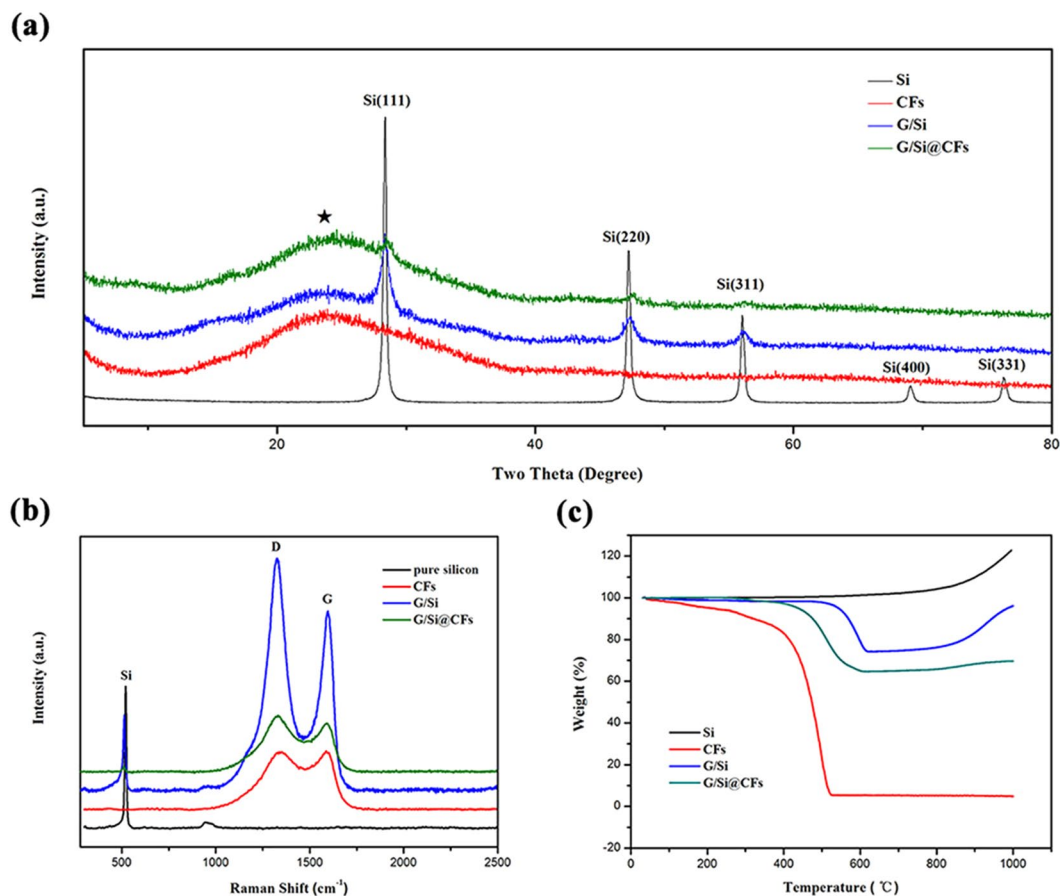 (a)
Si
CFs
G/Si
G/Si@CFs
Si(111)
★
Si(220)
Si(311)
Si(400)
Si(331)
Intensity (a.u.)
20 40 60 80
Two Theta (Degree)
(b)
D
G
Si
pure silicon
CFs
G/Si
G/Si@CFs
Intensity (a.u.)
500 1000 1500 2000 2500
Raman Shift (cm⁻¹)
(c)
120
100
80
60
40
20
0
-20
Weight (%)
Si
CFs
G/Si
G/Si@CFs
0 200 400 600 800 1000
Temperature (℃)